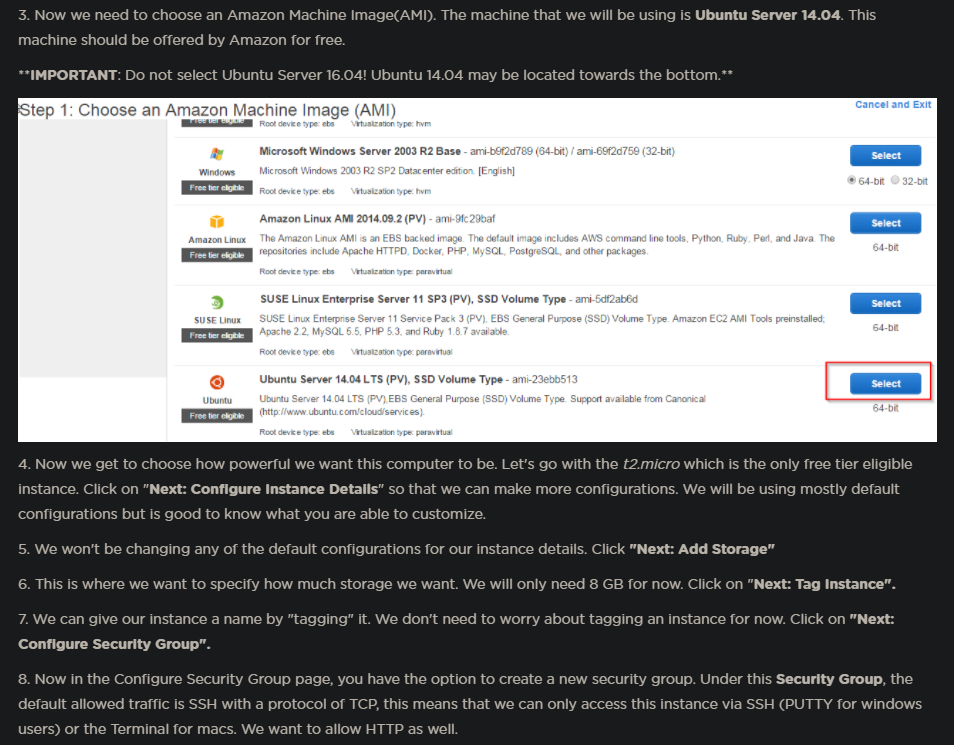 3. Now we need to choose an Amazon Machine Image(AMI). The machine that we will be using is Ubuntu Server 14.04. This
machine should be offered by Amazon for free.
**IMPORTANT: Do not select Ubuntu Server 16.04! Ubuntu 14.04 may be located towards the bottom.**
Step 1: Choose an Amazon Machine Image (AMI)
Cancel and Exit
Free tier eligible
Root device type: ebs Virtualization type: hvm
Microsoft Windows Server 2003 R2 Base - ami-b9f2d789 (64-bit) / ami-69f2d759 (32-bit)
Select
Windows
Microsoft Windows 2003 R2 SP2 Datacenter edition. [English]
64-bit 32-bit
Free tier eligible
Root device type: ebs Virtualization type: hvm
Amazon Linux AMI 2014.09.2 (PV) - ami-9fc29baf
Select
Amazon Linux
The Amazon Linux AMI is an EBS backed image. The default image includes AWS command line tools, Python, Ruby, Perl, and Java. The
64-bit
Free tier eligible
repositories include Apache HTTPD, Docker, PHP, MySQL, PostgreSQL, and other packages.
Root device type: ebs Virtualization type: paravirtual
SUSE Linux Enterprise Server 11 SP3 (PV), SSD Volume Type - ami-5df2ab6d
Select
SUSE Linux
SUSE Linux Enterprise Server 11 Service Pack 3 (PV), EBS General Purpose (SSD) Volume Type. Amazon EC2 AMI Tools preinstalled;
64-bit
Free tier eligible
Apache 2.2, MySQL 5.5, PHP 5.3, and Ruby 1.8.7 available.
Root device type: ebs Virtualization type: paravirtual
Ubuntu Server 14.04 LTS (PV), SSD Volume Type - ami-23ebb513
Select
Ubuntu
Ubuntu Server 14.04 LTS (PV),EBS General Purpose (SSD) Volume Type. Support available from Canonical
64-bit
Free tier eligible
(http://www.ubuntu.com/cloud/services).
Root device type: ebs Virtualization type: paravirtual
4. Now we get to choose how powerful we want this computer to be. Let's go with the t2.micro which is the only free tier eligible
instance. Click on "Next: Configure Instance Details" so that we can make more configurations. We will be using mostly default
configurations but is good to know what you are able to customize.
5. We won't be changing any of the default configurations for our instance details. Click "Next: Add Storage"
6. This is where we want to specify how much storage we want. We will only need 8 GB for now. Click on "Next: Tag Instance".
7. We can give our instance a name by "tagging" it. We don't need to worry about tagging an instance for now. Click on "Next:
Configure Security Group".
8. Now in the Configure Security Group page, you have the option to create a new security group. Under this Security Group, the
default allowed traffic is SSH with a protocol of TCP, this means that we can only access this instance via SSH (PUTTY for windows
users) or the Terminal for macs. We want to allow HTTP as well.